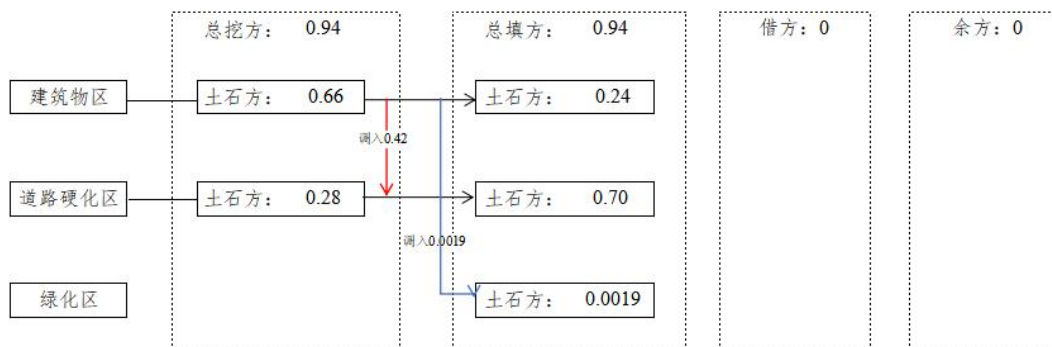 总挖方： 0.94 总填方： 0.94 借方：0 余方：0
建筑物区 土石方： 0.66 土石方： 0.24
调入0.42
道路硬化区 土石方： 0.28 土石方： 0.70
调入0.0019
绿化区 土石方： 0.0019